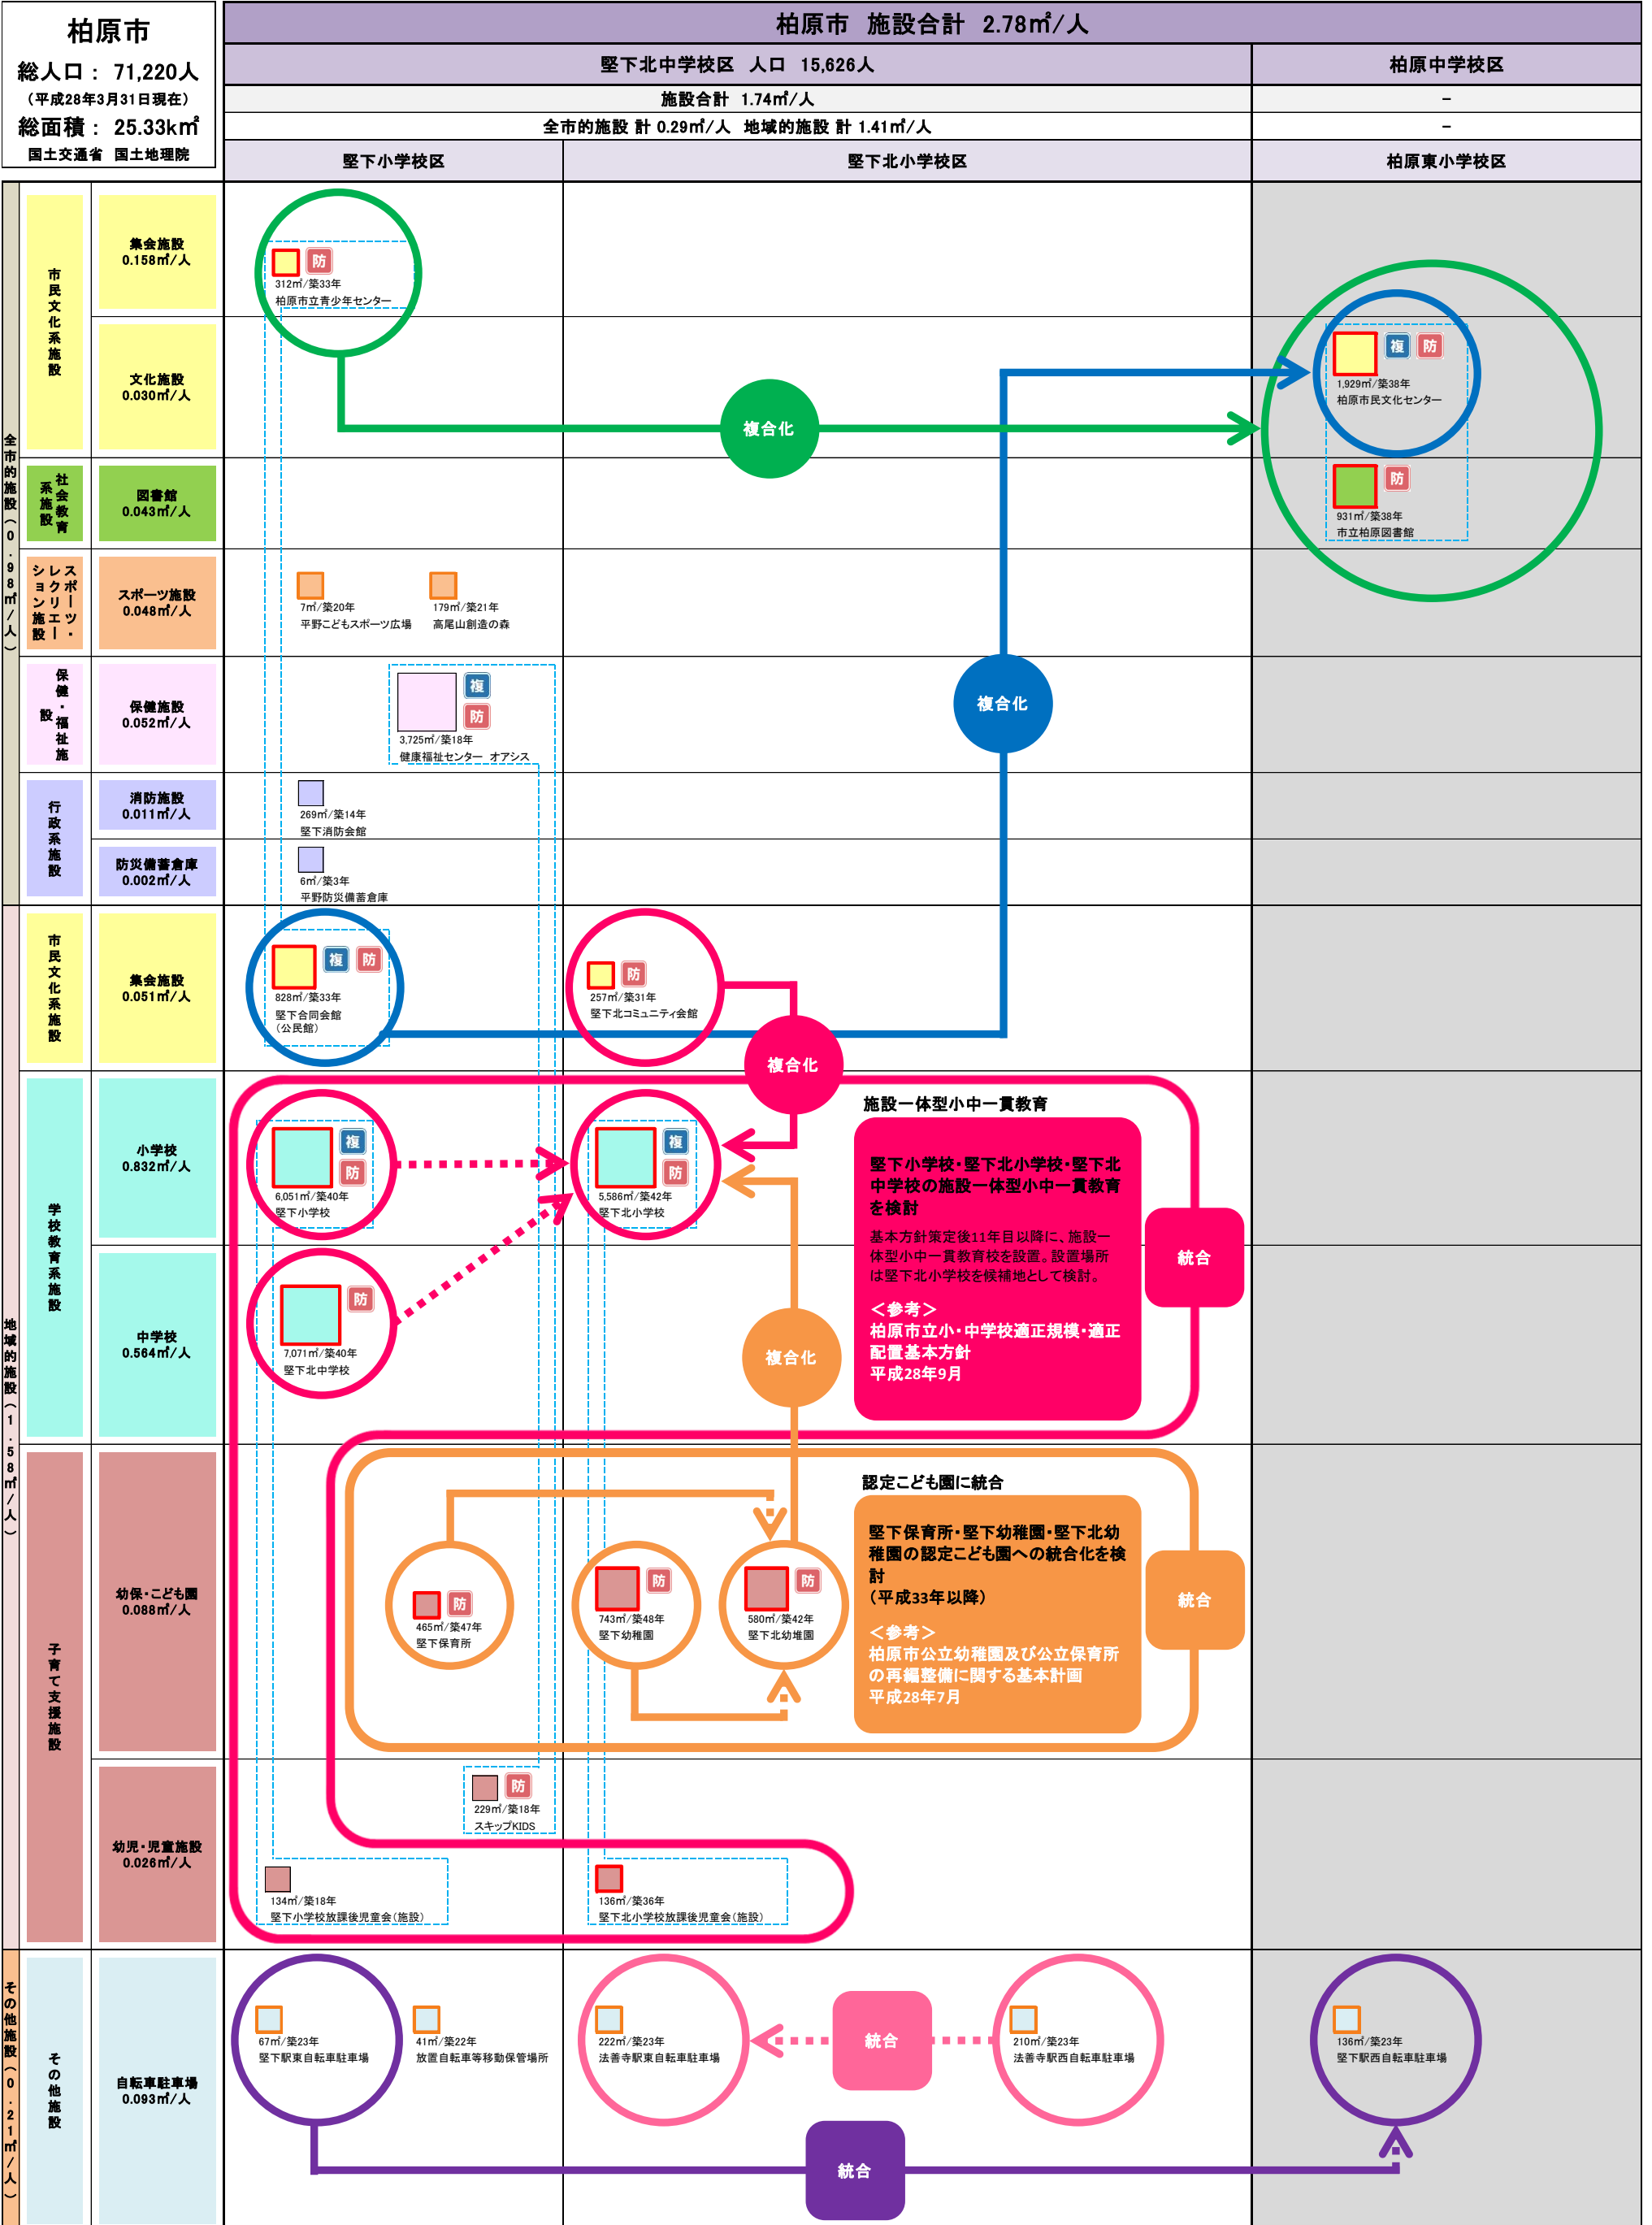 柏原市
総人口： 71,220人
（平成28年3月31日現在）
総面積： 25.33k㎡
国土交通省 国土地理院
柏原市 施設合計 2.78㎡/人
堅下北中学校区 人口 15,626人
柏原中学校区
施設合計 1.74㎡/人
－
全市的施設 計 0.29㎡/人 地域的施設 計 1.41㎡/人
－
堅下小学校区
堅下北小学校区
柏原東小学校区
全市的施設（0.98㎡/人）
市民文化系施設
集会施設
0.158㎡/人
防
312㎡/築33年
柏原市立青少年センター
文化施設
0.030㎡/人
複合化
複 防
1,929㎡/築38年
柏原市民文化センター
社会教育系施設
図書館
0.043㎡/人
防
931㎡/築38年
市立柏原図書館
スポーツ・レクリエーション施設
スポーツ施設
0.048㎡/人
7㎡/築20年
平野こどもスポーツ広場
179㎡/築21年
高尾山創造の森
保健・福祉施設
保健施設
0.052㎡/人
複
防
3,725㎡/築18年
健康福祉センター オアシス
複合化
行政系施設
消防施設
0.011㎡/人
269㎡/築14年
堅下消防会館
防災備蓄倉庫
0.002㎡/人
6㎡/築3年
平野防災備蓄倉庫
地域的施設（1.58㎡/人）
市民文化系施設
集会施設
0.051㎡/人
複 防
828㎡/築33年
堅下合同会館
（公民館）
防
257㎡/築31年
堅下北コミュニティ会館
複合化
学校教育系施設
小学校
0.832㎡/人
複
防
6,051㎡/築40年
堅下小学校
複
防
5,586㎡/築42年
堅下北小学校
施設一体型小中一貫教育
堅下小学校・堅下北小学校・堅下北
中学校の施設一体型小中一貫教育
を検討
基本方針策定後11年目以降に、施設一
体型小中一貫教育校を設置。設置場所
は堅下北小学校を候補地として検討。
＜参考＞
柏原市立小・中学校適正規模・適正
配置基本方針
平成28年9月
統合
中学校
0.564㎡/人
防
7,071㎡/築40年
堅下北中学校
複合化
子育て支援施設
幼保・こども園
0.088㎡/人
防
465㎡/築47年
堅下保育所
防
743㎡/築48年
堅下幼稚園
防
580㎡/築42年
堅下北幼堆園
認定こども園に統合
堅下保育所・堅下幼稚園・堅下北幼
稚園の認定こども園への統合化を検
討
（平成33年以降）
＜参考＞
柏原市公立幼稚園及び公立保育所
の再編整備に関する基本計画
平成28年7月
統合
幼児・児童施設
0.026㎡/人
防
229㎡/築18年
スキップKIDS
134㎡/築18年
堅下小学校放課後児童会（施設）
136㎡/築36年
堅下北小学校放課後児童会（施設）
その他施設（0.21㎡/人）
その他施設
自転車駐車場
0.093㎡/人
67㎡/築23年
堅下駅東自転車駐車場
41㎡/築22年
放置自転車等移動保管場所
222㎡/築23年
法善寺駅東自転車駐車場
統合
210㎡/築23年
法善寺駅西自転車駐車場
136㎡/築23年
堅下駅西自転車駐車場
統合